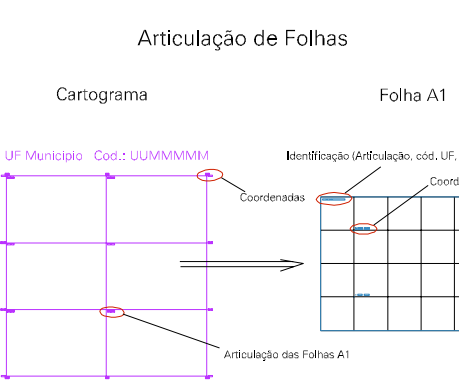 Articulação de Folhas
Cartograma
Folha A1
UF Municipio Cod.: UUMMMMM
Identificação (Articulação, cód. UF,
Coord
Coordenadas
Articulação das Folhas A1